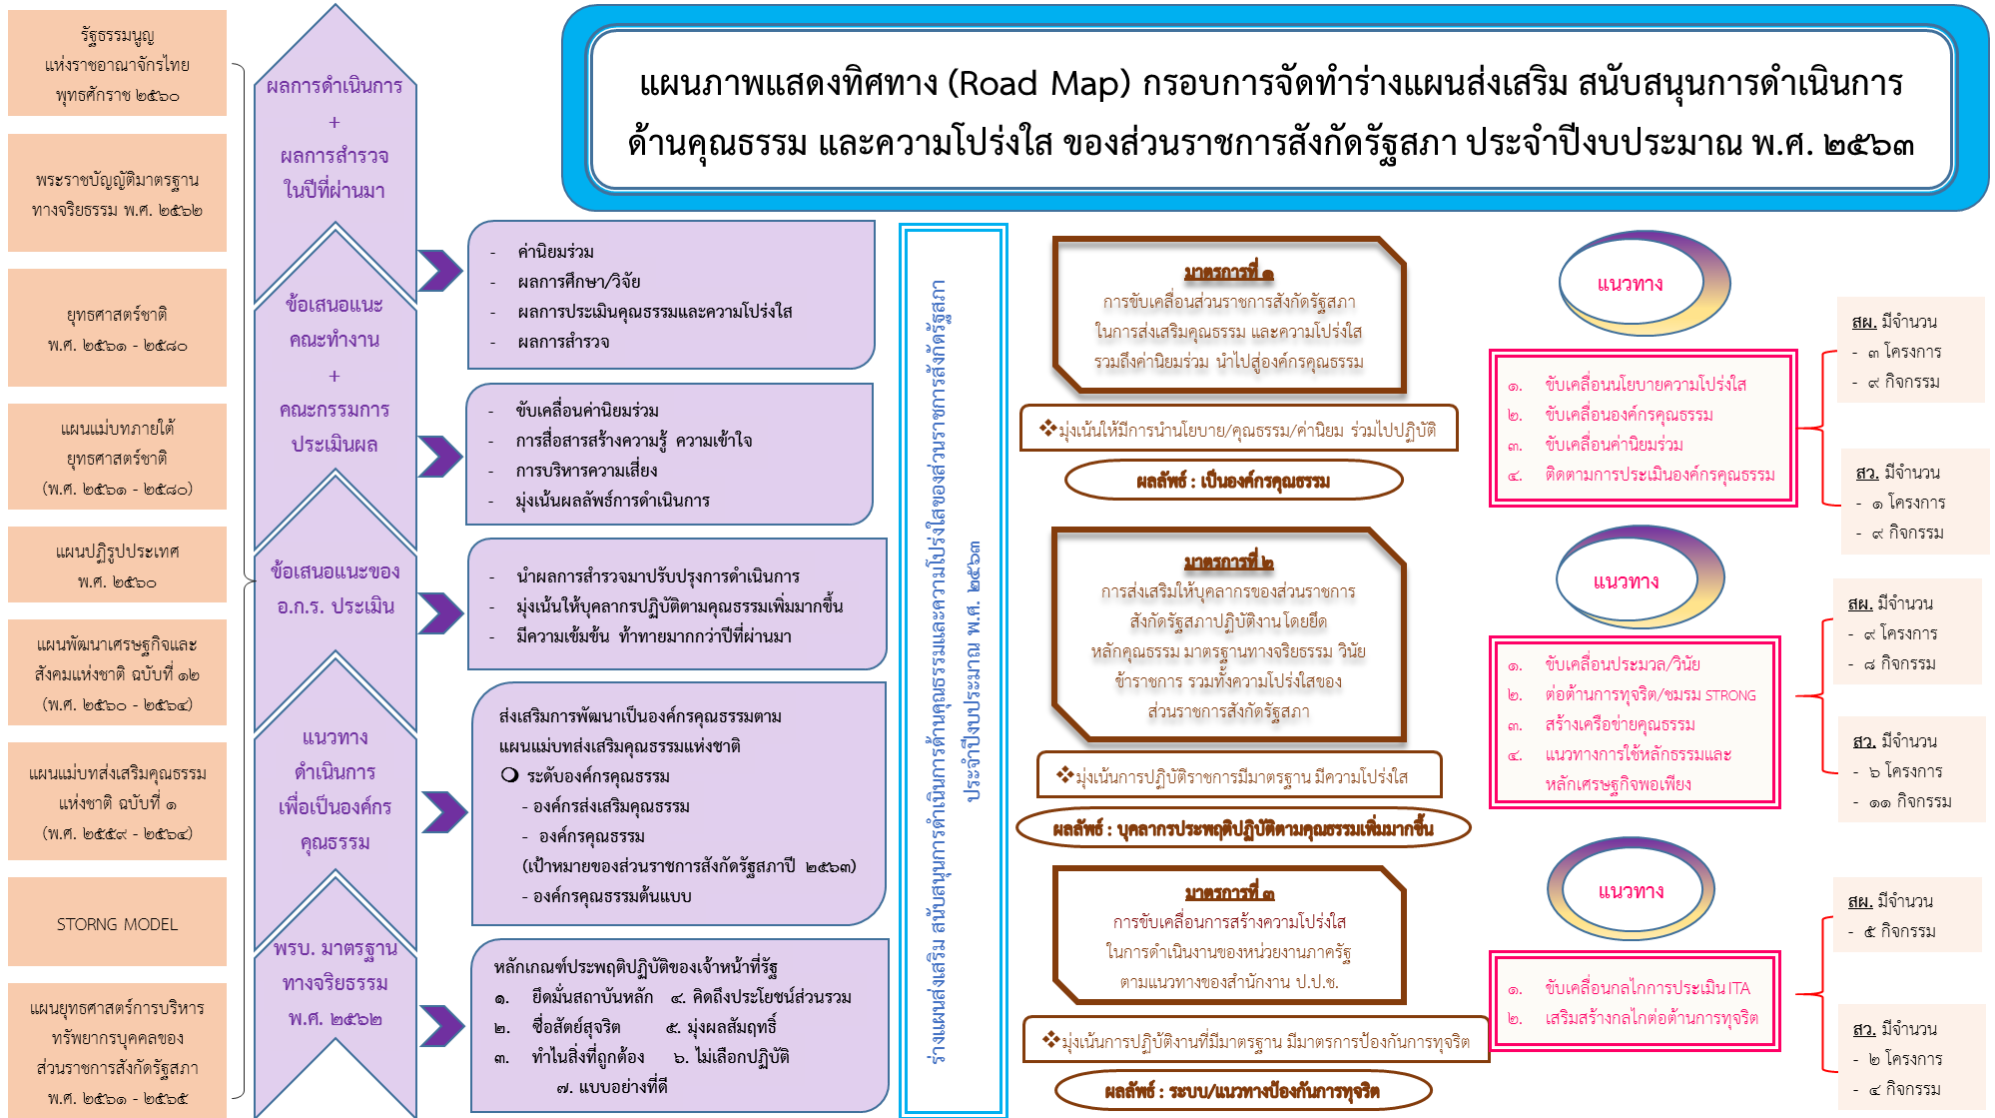 แผนภาพแสดงทิศทาง (Road Map) กรอบการจัดทำร่างแผนส่งเสริม สนับสนุนการดำเนินการ
ด้านคุณธรรม และความโปร่งใส ของส่วนราชการสังกัดรัฐสภา ประจำปีงบประมาณ พ.ศ. ๒๕๖๓
รัฐธรรมนูญ
แห่งราชอาณาจักรไทย
พุทธศักราช ๒๕๖๐
พระราชบัญญัติมาตรฐาน
ทางจริยธรรม พ.ศ. ๒๕๖๒
ยุทธศาสตร์ชาติ
พ.ศ. ๒๕๖๑ - ๒๕๘๐
แผนแม่บทภายใต้
ยุทธศาสตร์ชาติ
(พ.ศ. ๒๕๖๑ - ๒๕๘๐)
แผนปฏิรูปประเทศ
พ.ศ. ๒๕๖๐
แผนพัฒนาเศรษฐกิจและ
สังคมแห่งชาติ ฉบับที่ ๑๒
(พ.ศ. ๒๕๖๐ - ๒๕๖๔)
แผนแม่บทส่งเสริมคุณธรรม
แห่งชาติ ฉบับที่ ๑
(พ.ศ. ๒๕๕๙ - ๒๕๖๔)
STORNG MODEL
แผนยุทธศาสตร์การบริหาร
ทรัพยากรบุคคลของ
ส่วนราชการสังกัดรัฐสภา
พ.ศ. ๒๕๖๑ - ๒๕๖๕
ผลการดำเนินการ
+
ผลการสำรวจ
ในปีที่ผ่านมา
ข้อเสนอแนะ
คณะทำงาน
+
คณะกรรมการ
ประเมินผล
ข้อเสนอแนะของ
อ.ก.ร. ประเมิน
แนวทาง
ดำเนินการ
เพื่อเป็นองค์กร
คุณธรรม
พรบ. มาตรฐาน
ทางจริยธรรม
พ.ศ. ๒๕๖๒
- ค่านิยมร่วม
- ผลการศึกษา/วิจัย
- ผลการประเมินคุณธรรมและความโปร่งใส
- ผลการสำรวจ
- ขับเคลื่อนค่านิยมร่วม
- การสื่อสารสร้างความรู้ ความเข้าใจ
- การบริหารความเสี่ยง
- มุ่งเน้นผลลัพธ์การดำเนินการ
- นำผลการสำรวจมาปรับปรุงการดำเนินการ
- มุ่งเน้นให้บุคลากรปฏิบัติตามคุณธรรมเพิ่มมากขึ้น
- มีความเข้มข้น ท้าทายมากกว่าปีที่ผ่านมา
ส่งเสริมการพัฒนาเป็นองค์กรคุณธรรมตาม
แผนแม่บทส่งเสริมคุณธรรมแห่งชาติ
❍ ระดับองค์กรคุณธรรม
- องค์กรส่งเสริมคุณธรรม
- องค์กรคุณธรรม
(เป้าหมายของส่วนราชการสังกัดรัฐสภาปี ๒๕๖๓)
- องค์กรคุณธรรมต้นแบบ
หลักเกณฑ์ประพฤติปฏิบัติของเจ้าหน้าที่รัฐ
๑. ยึดมั่นสถาบันหลัก ๔. คิดถึงประโยชน์ส่วนรวม
๒. ซื่อสัตย์สุจริต ๕. มุ่งผลสัมฤทธิ์
๓. ทำในสิ่งที่ถูกต้อง ๖. ไม่เลือกปฏิบัติ
๗. แบบอย่างที่ดี
ร่างแผนส่งเสริม สนับสนุนการดำเนินการด้านคุณธรรมและความโปร่งใสของส่วนราชการสังกัดรัฐสภา
ประจำปีงบประมาณ พ.ศ. ๒๕๖๓
มาตรการที่ ๑
การขับเคลื่อนส่วนราชการสังกัดรัฐสภา
ในการส่งเสริมคุณธรรม และความโปร่งใส
รวมถึงค่านิยมร่วม นำไปสู่องค์กรคุณธรรม
❖มุ่งเน้นให้มีการนำนโยบาย/คุณธรรม/ค่านิยม ร่วมไปปฏิบัติ
ผลลัพธ์ : เป็นองค์กรคุณธรรม
มาตรการที่ ๒
การส่งเสริมให้บุคลากรของส่วนราชการ
สังกัดรัฐสภาปฏิบัติงาน โดยยึด
หลักคุณธรรม มาตรฐานทางจริยธรรม วินัย
ข้าราชการ รวมทั้งความโปร่งใสของ
ส่วนราชการสังกัดรัฐสภา
❖มุ่งเน้นการปฏิบัติราชการมีมาตรฐาน มีความโปร่งใส
ผลลัพธ์ : บุคลากรประพฤติปฏิบัติตามคุณธรรมเพิ่มมากขึ้น
มาตรการที่ ๓
การขับเคลื่อนการสร้างความโปร่งใส
ในการดำเนินงานของหน่วยงานภาครัฐ
ตามแนวทางของสำนักงาน ป.ป.ช.
❖มุ่งเน้นการปฏิบัติงานที่มีมาตรฐาน มีมาตรการป้องกันการทุจริต
ผลลัพธ์ : ระบบ/แนวทางป้องกันการทุจริต
แนวทาง
๑. ขับเคลื่อนนโยบายความโปร่งใส
๒. ขับเคลื่อนองค์กรคุณธรรม
๓. ขับเคลื่อนค่านิยมร่วม
๔. ติดตามการประเมินองค์กรคุณธรรม
สผ. มีจำนวน
- ๓ โครงการ
- ๙ กิจกรรม
สว. มีจำนวน
- ๑ โครงการ
- ๙ กิจกรรม
แนวทาง
๑. ขับเคลื่อนประมวล/วินัย
๒. ต่อต้านการทุจริต/ชมรม STRONG
๓. สร้างเครือข่ายคุณธรรม
๔. แนวทางการใช้หลักธรรมและ
หลักเศรษฐกิจพอเพียง
สผ. มีจำนวน
- ๙ โครงการ
- ๘ กิจกรรม
สว. มีจำนวน
- ๖ โครงการ
- ๑๑ กิจกรรม
แนวทาง
๑. ขับเคลื่อนกลไกการประเมิน ITA
๒. เสริมสร้างกลไกต่อต้านการทุจริต
สผ. มีจำนวน
- ๕ กิจกรรม
สว. มีจำนวน
- ๒ โครงการ
- ๔ กิจกรรม